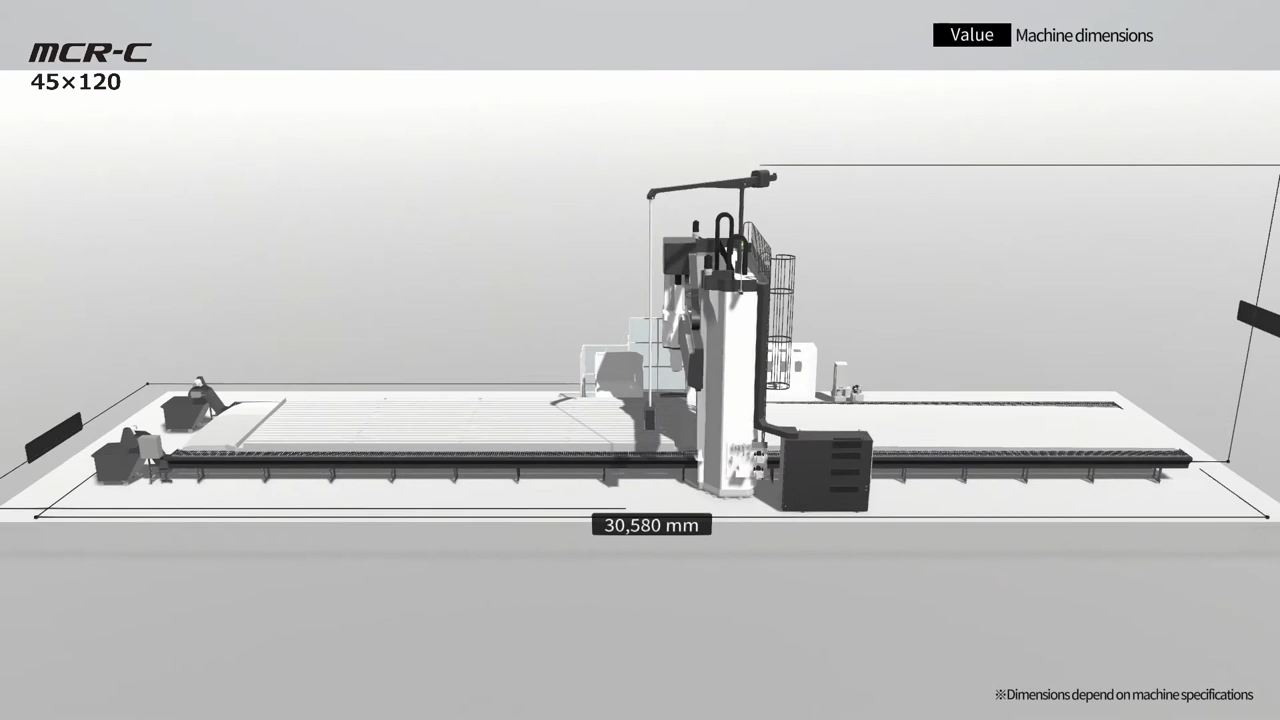 MCR-C
45×120
Value Machine dimensions
30,580 mm
※Dimensions depend on machine specifications